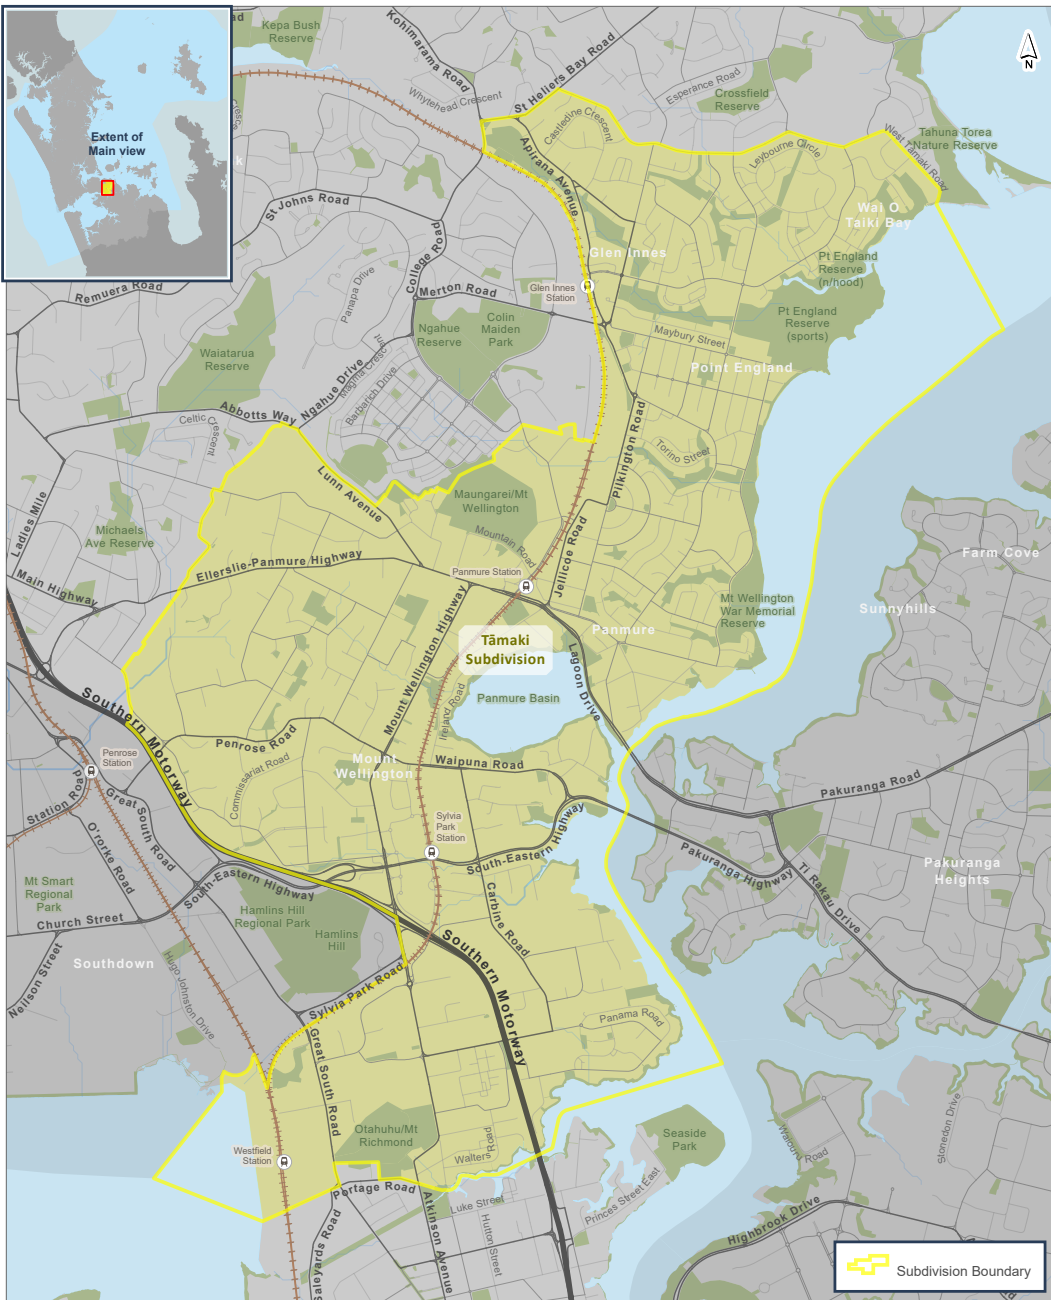 Kepa Bush
Reserve
Kohimarama Road
St Heliers Bay Road
Whytehead Crescent
Castledine Crescent
Esperance Road
Crossfield
Reserve
N
Extent of
Main view
Apirana Avenue
Leybourne Circle
West Tamaki Road
Tahuna Torea
Nature Reserve
Wai O
Taiki Bay
St Johns Road
College Road
Glen Innes
Pt England
Reserve
(n/hood)
Remuera Road
Panapa Drive
Merton Road
Glen Innes
Station
Colin
Maiden
Park
Ngahue
Reserve
Pt England
Reserve
(sports)
Maybury Street
Waiatarua
Reserve
Ngahue Drive
Magma Cresc
Barbarich Drive
Point England
Abbotts Way
Celtic
Crescent
Pilkington Road
Torino Street
Lunn Avenue
Ladies Mile
Maungarei/Mt
Wellington
Michaels
Ave Reserve
Mountain Road
Jellicoe Road
Ellerslie-Panmure Highway
Main Highway
Panmure Station
Farm Cove
Sunnyhills
Mt Wellington
War Memorial
Reserve
Panmure
Tāmaki
Subdivision
Mount Wellington Highway
Lagoon Drive
Ireland Road
Panmure Basin
Southern Motorway
Penrose Road
Commissariat Road
Mount
Wellington
Waipuna Road
Penrose
Station
Station Road
Great South Road
O'rorke Road
Pakuranga Road
Sylvia
Park
Station
South-Eastern Highway
Pakuranga Highway
Ti Rakau Drive
Pakuranga
Heights
Mt Smart
Regional
Park
South-Eastern Highway
Church Street
Hamlins Hill
Regional Park
Hamlins
Hill
Carbine Road
Southern Motorway
Neilson Street
Southdown
Hugo Johnston Drive
Sylvia Park Road
Panama Road
Great South Road
Otahuhu/Mt
Richmond
Westfield
Station
Walters
Road
Seaside
Park
Stonedon Drive
Road
Portage Road
Atkinson Avenue
Luke Street
Hutton Street
Princes Street East
Saleyards Road
Highbrook Drive
Subdivision Boundary